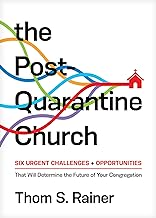 the
Post-
Quarantine
Church
SIX URGENT CHALLENGES + OPPORTUNITIES
That Will Determine the Future of Your Congregation
Thom S. Rainer